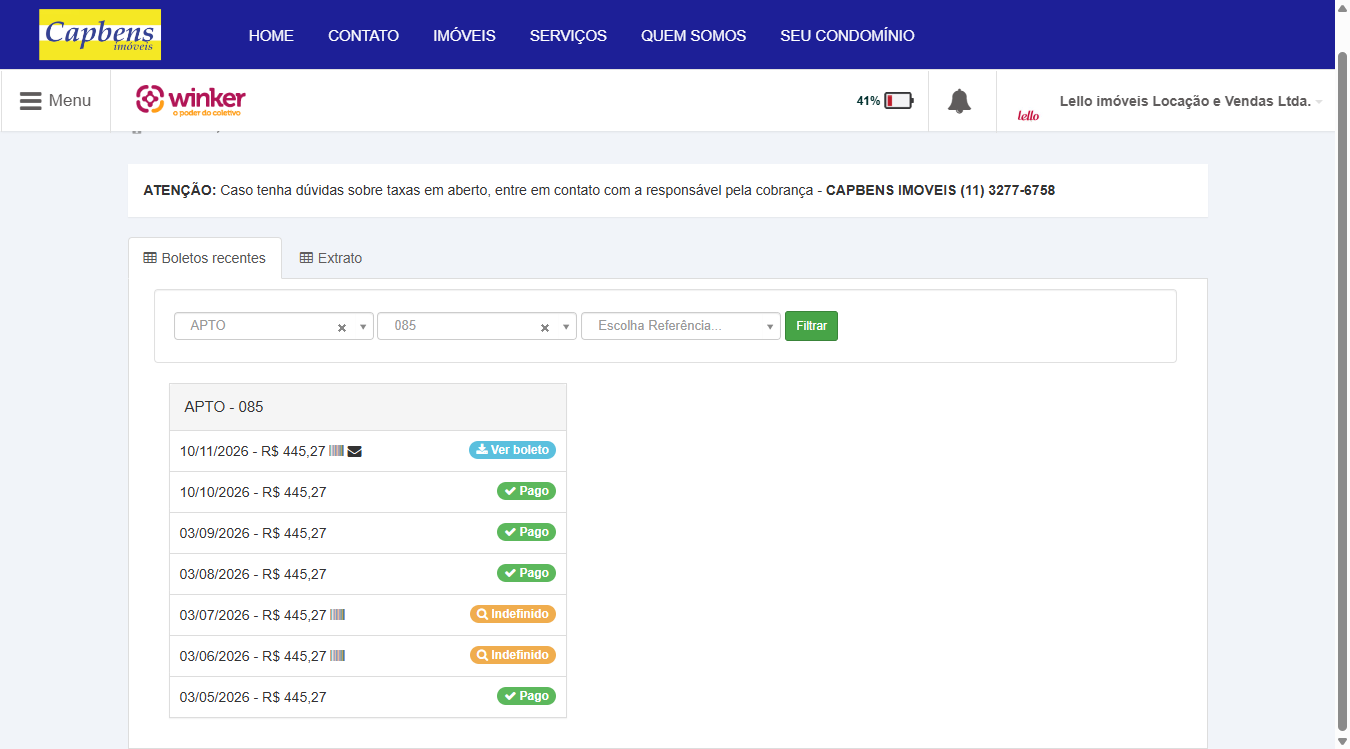 Capbens
imóveis
HOME CONTATO IMÓVEIS SERVIÇOS QUEM SOMOS SEU CONDOMÍNIO
Menu
winker
o poder do coletivo
41%
lello
Lello imóveis Locação e Vendas Ltda.
ATENÇÃO: Caso tenha dúvidas sobre taxas em aberto, entre em contato com a responsável pela cobrança - CAPBENS IMOVEIS (11) 3277-6758
Boletos recentes Extrato
APTO × 085 × Escolha Referência... Filtrar
APTO - 085
10/11/2026 - R$ 445,27 Ver boleto
10/10/2026 - R$ 445,27 Pago
03/09/2026 - R$ 445,27 Pago
03/08/2026 - R$ 445,27 Pago
03/07/2026 - R$ 445,27 Indefinido
03/06/2026 - R$ 445,27 Indefinido
03/05/2026 - R$ 445,27 Pago